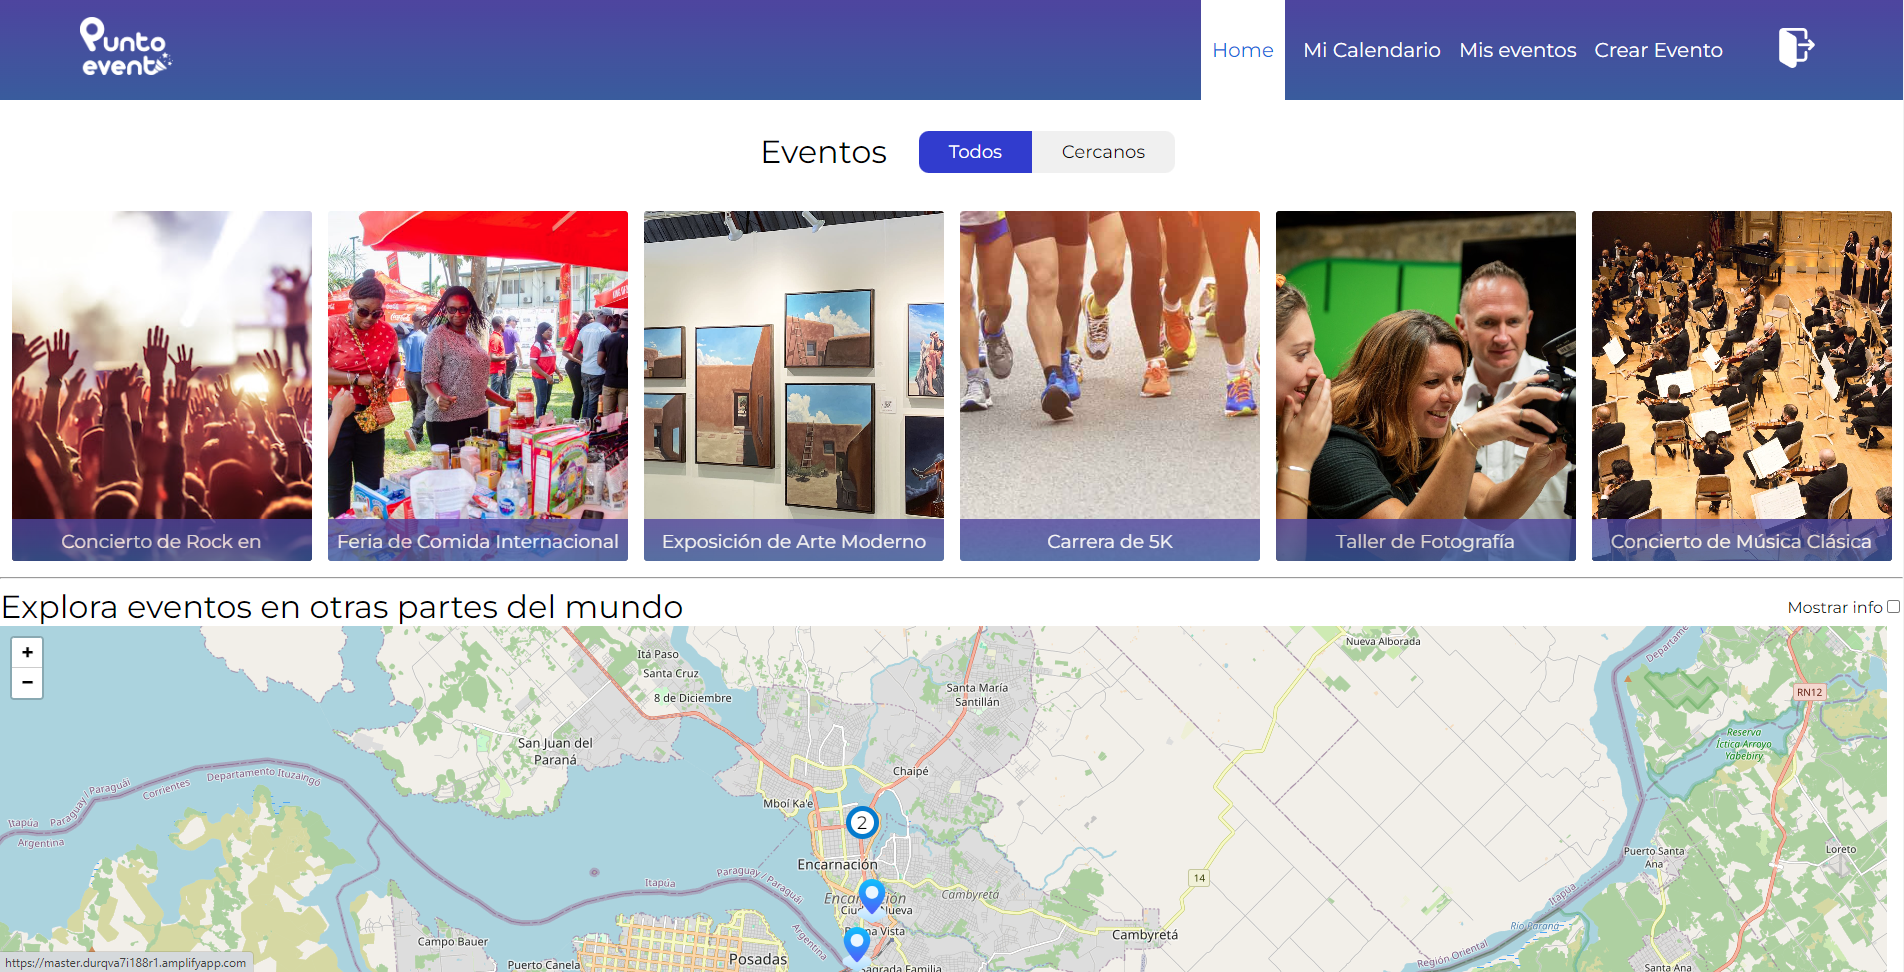 Punto
evento
Home
Mi Calendario
Mis eventos
Crear Evento
Eventos
Todos
Cercanos
Concierto de Rock en
Feria de Comida Internacional
Exposición de Arte Moderno
Carrera de 5K
Taller de Fotografía
Concierto de Música Clásica
Explora eventos en otras partes del mundo
Mostrar info
+
−
Itá Paso
Santa Cruz
8 de Diciembre
Santa María
Santillán
Nueva Alborada
Departame
RN12
San Juan del
Paraná
Reserva
Íctica Arroyo
Yabebiry
Chaipé
Departamento Ituzaingó
Paraguay / Paraguái
Corrientes
Itapúa
Argentina
Mboi Ka'e
2
Encarnación
Puerto Santa
Ana
Loreto
Itapúa
Paraguay / Paraguái
14
Cambyretá
Itapúa
Argentina
Campo Bauer
Cambyretá
Río Paraná
Región Oriental
Puerto Canela
Posadas
Sagrada Familia
Santa Ana
https://master.durqva7i188r1.amplifyapp.com